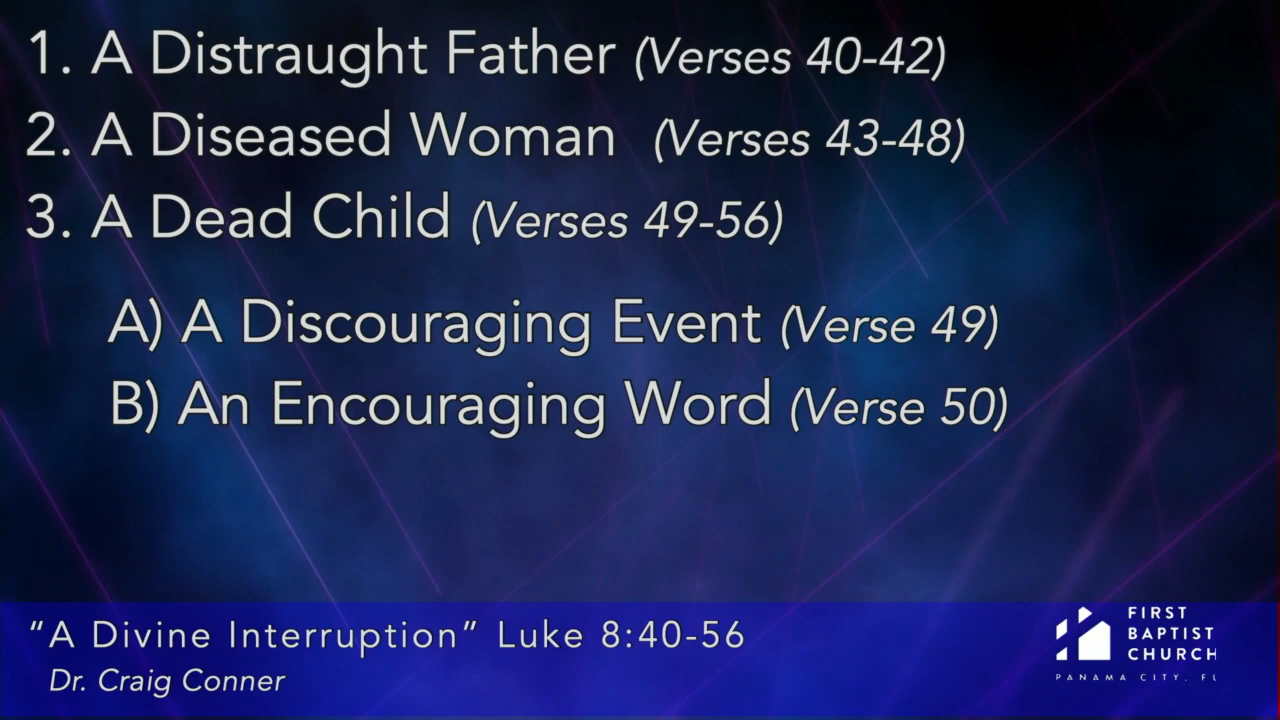 1. A Distraught Father (Verses 40-42)
2. A Diseased Woman (Verses 43-48)
3. A Dead Child (Verses 49-56)
A) A Discouraging Event (Verse 49)
B) An Encouraging Word (Verse 50)
“A Divine Interruption” Luke 8:40-56
Dr. Craig Conner
FIRST
BAPTIST
CHURCH
PANAMA CITY, FL